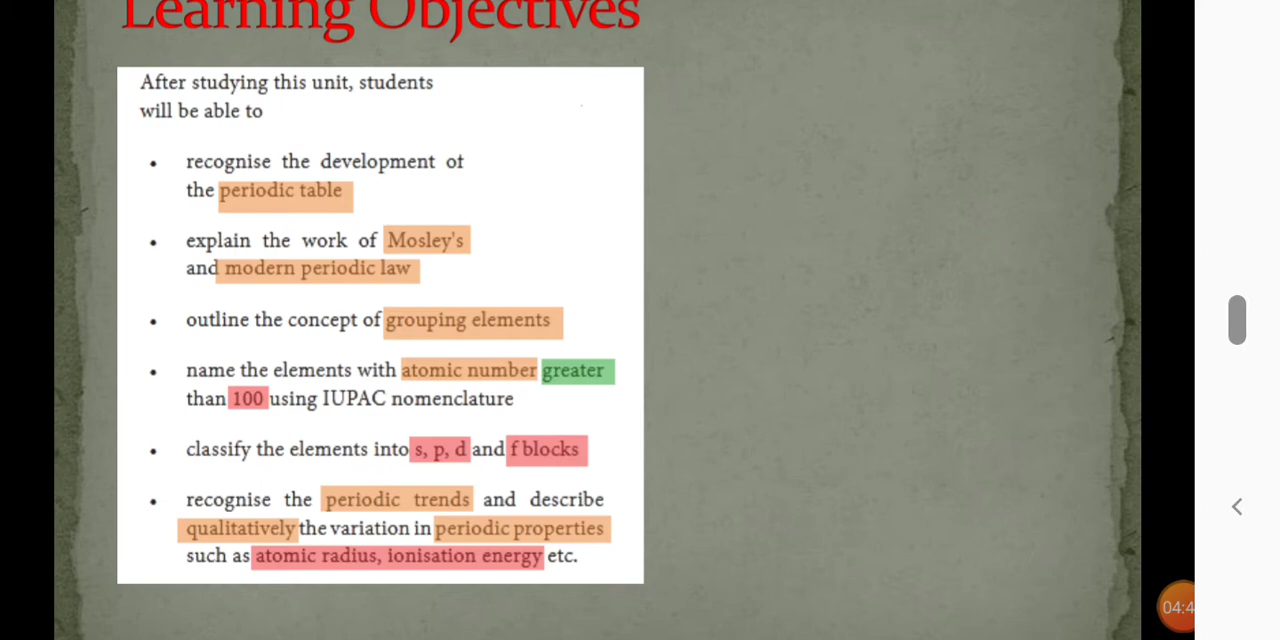 Learning Objectives
After studying this unit, students
will be able to
• recognise the development of
the periodic table
• explain the work of Mosley's
and modern periodic law
• outline the concept of grouping elements
• name the elements with atomic number greater
than 100 using IUPAC nomenclature
• classify the elements into s, p, d and f blocks
• recognise the periodic trends and describe
qualitatively the variation in periodic properties
such as atomic radius, ionisation energy etc.